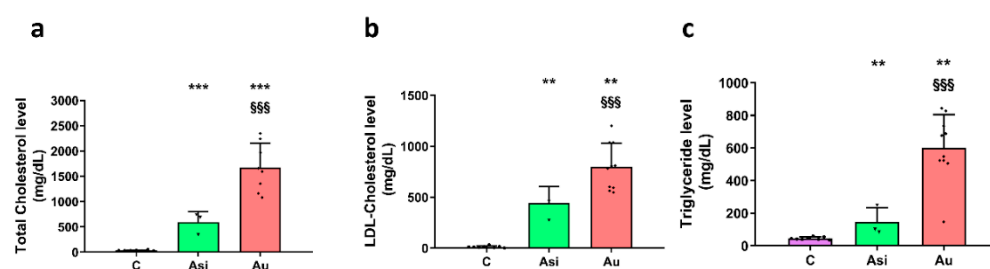 a
b
c
Total Cholesterol level
(mg/dL)
3000
2500
2000
1500
1000
500
0
***
***
§§§
C
Asi
Au
LDL-Cholesterol level
(mg/dL)
1500
1000
500
0
**
**
§§§
C
Asi
Au
Triglyceride level
(mg/dL)
1000
800
600
400
200
0
**
**
§§§
C
Asi
Au